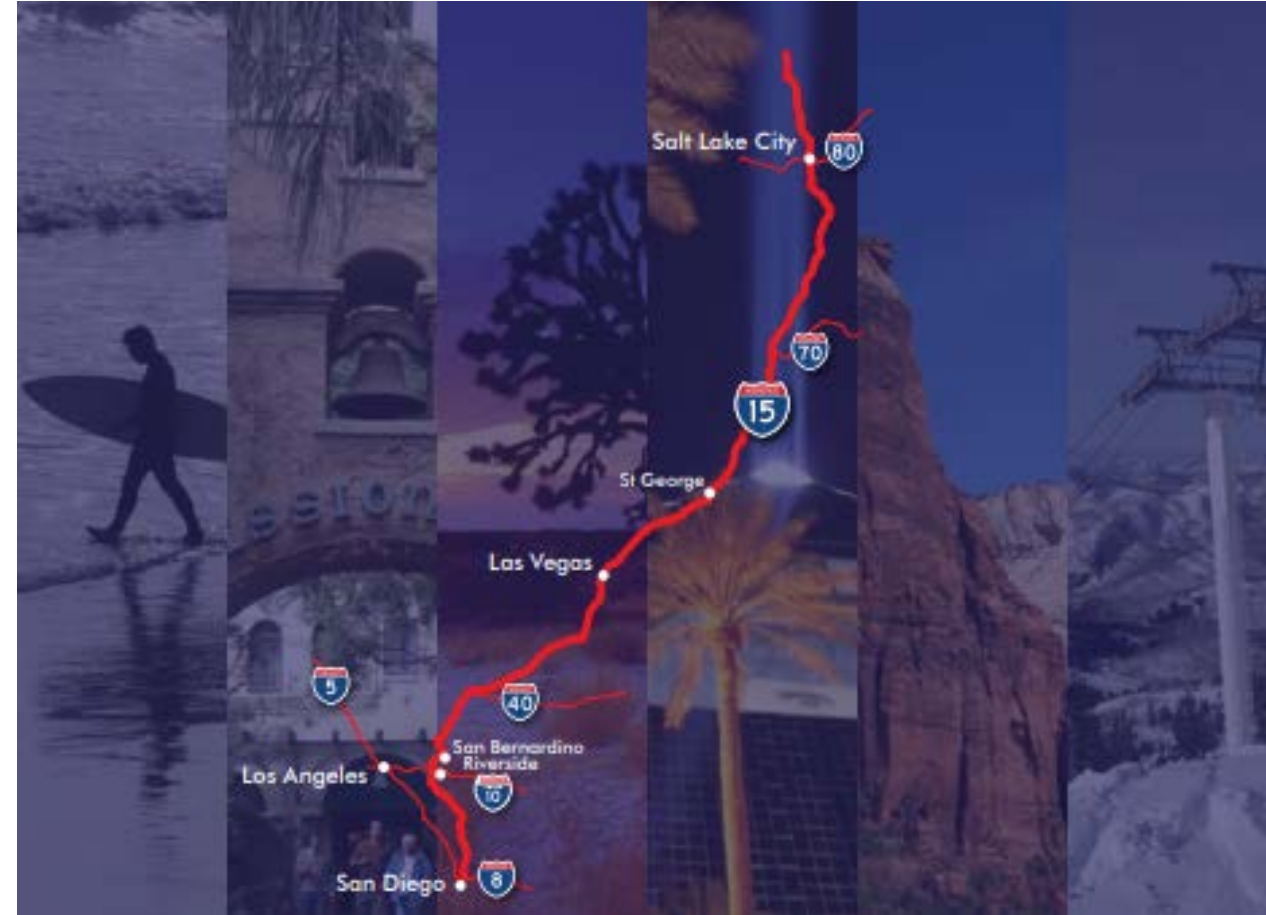 Salt Lake City
80
70
15
St George
Las Vegas
5
40
San Bernardino
Riverside
Los Angeles
10
San Diego
8